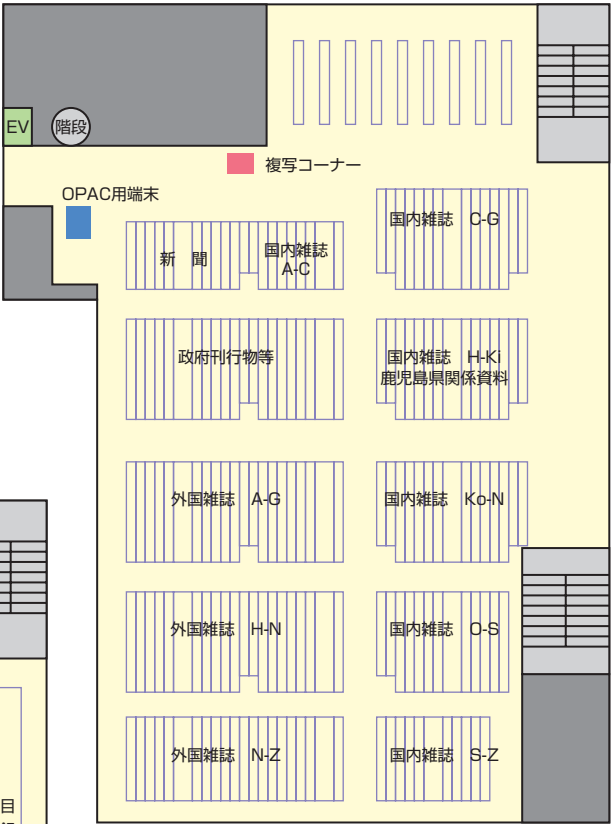 EV
階段
複写コーナー
OPAC用端末
国内雑誌 C-G
新 聞
国内雑誌
A-C
政府刊行物等
国内雑誌 H-Ki
鹿児島県関係資料
外国雑誌 A-G
国内雑誌 Ko-N
外国雑誌 H-N
国内雑誌 O-S
外国雑誌 N-Z
国内雑誌 S-Z
目